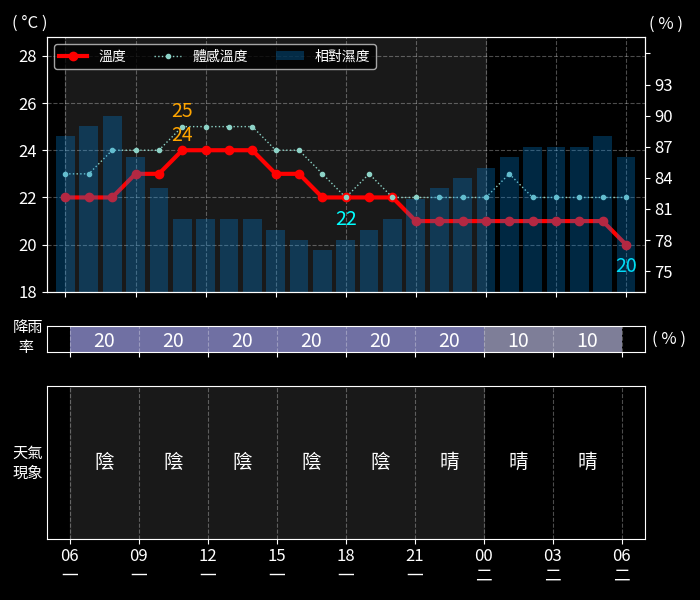 ( °C )
( % )
溫度 體感溫度 相對濕度
28
26
24
22
20
18
93
90
87
84
81
78
75
25
24
22
20
降雨
率
20 20 20 20 20 20 10 10
( % )
天氣
現象
陰 陰 陰 陰 陰 晴 晴 晴
06 09 12 15 18 21 00 03 06
一 一 一 一 一 一 二 二 二